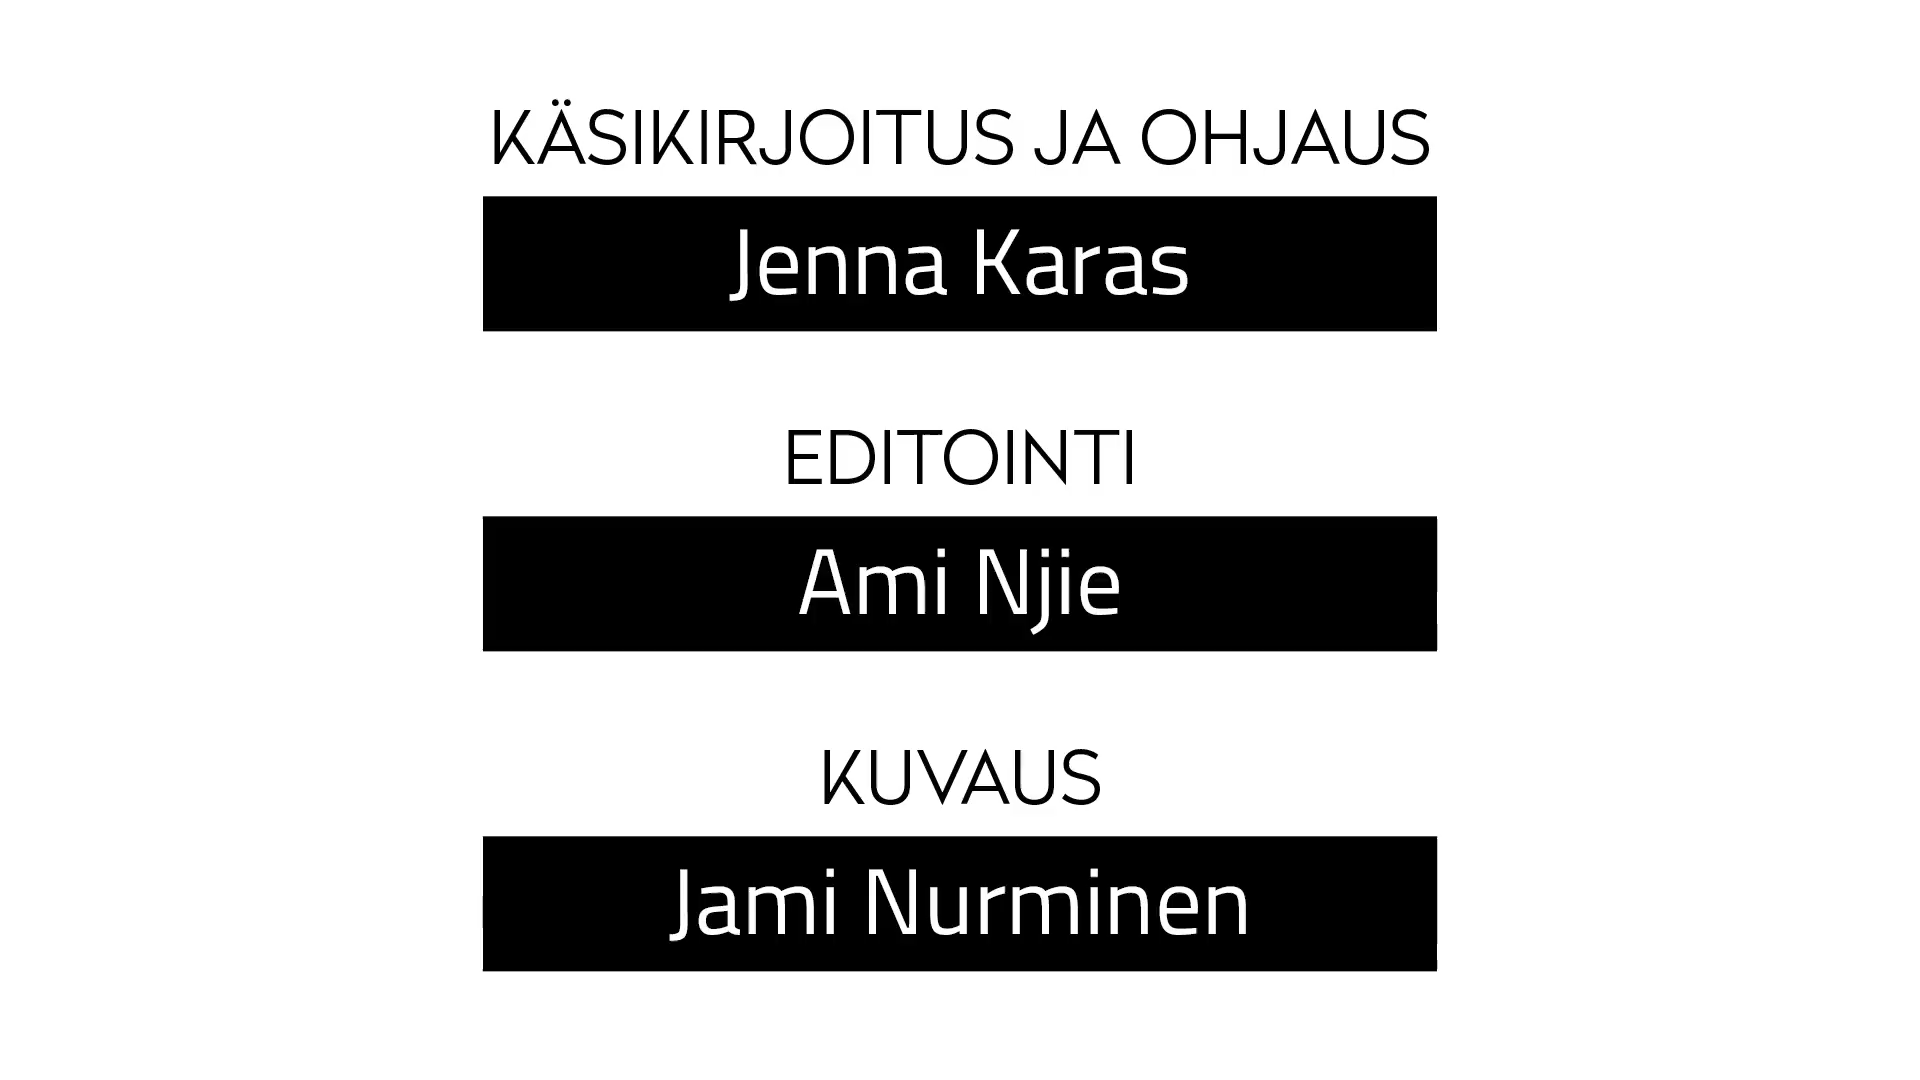 KÄSIKIRJOITUS JA OHJAUS
Jenna Karas
EDITOINTI
Ami Njie
KUVAUS
Jami Nurminen